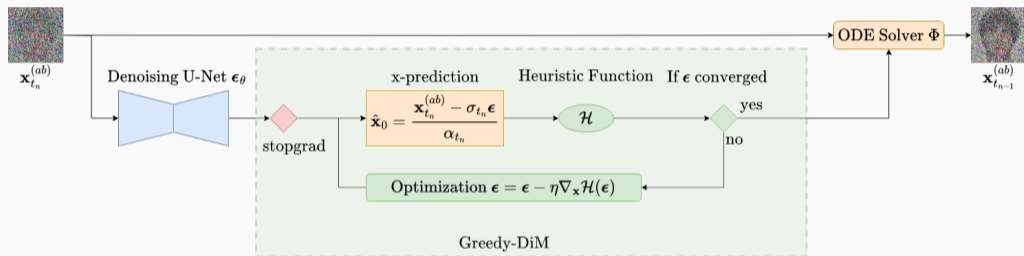 ODE Solver Φ
𝐱_{t_n}^{(ab)}
𝐱_{t_{n−1}}^{(ab)}
Denoising U-Net ϵ_θ
x-prediction
Heuristic Function
If ϵ converged
x̂_0 = (𝐱_{t_n}^{(ab)} − σ_{t_n} ϵ) / α_{t_n}
ℋ
yes
no
stopgrad
Optimization ϵ = ϵ − η∇_𝐱 ℋ(ϵ)
Greedy-DiM